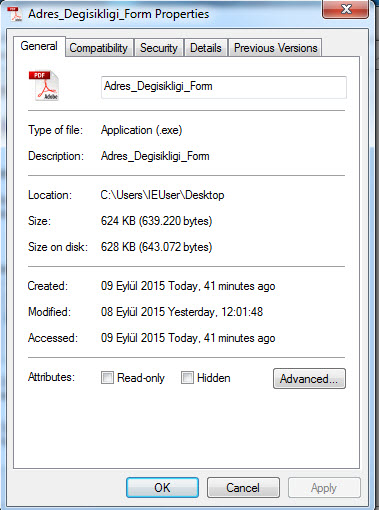 Adres_Degisikligi_Form Properties
General Compatibility Security Details Previous Versions
PDF
Adobe
Adres_Degisikligi_Form
Type of file: Application (.exe)
Description: Adres_Degisikligi_Form
Location: C:\Users\IEUser\Desktop
Size: 624 KB (639.220 bytes)
Size on disk: 628 KB (643.072 bytes)
Created: 09 Eylül 2015 Today, 41 minutes ago
Modified: 08 Eylül 2015 Yesterday, 12:01:48
Accessed: 09 Eylül 2015 Today, 41 minutes ago
Attributes: Read-only Hidden Advanced...
OK Cancel Apply